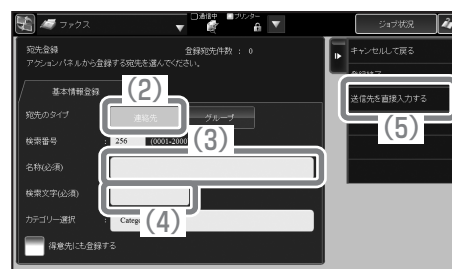 ファクス
通信中
プリンター
ジョブ状況
宛先登録
登録宛先件数 : 0
アクションパネルから登録する宛先を選んでください。
キャンセルして戻る
登録終了
送信先を直接入力する
(5)
基本情報登録
(2)
宛先のタイプ
連絡先
グループ
検索番号 : 256 (0001-2000
(3)
名称(必須)
検索文字(必須)
(4)
カテゴリー選択 : Categ
得意先にも登録する